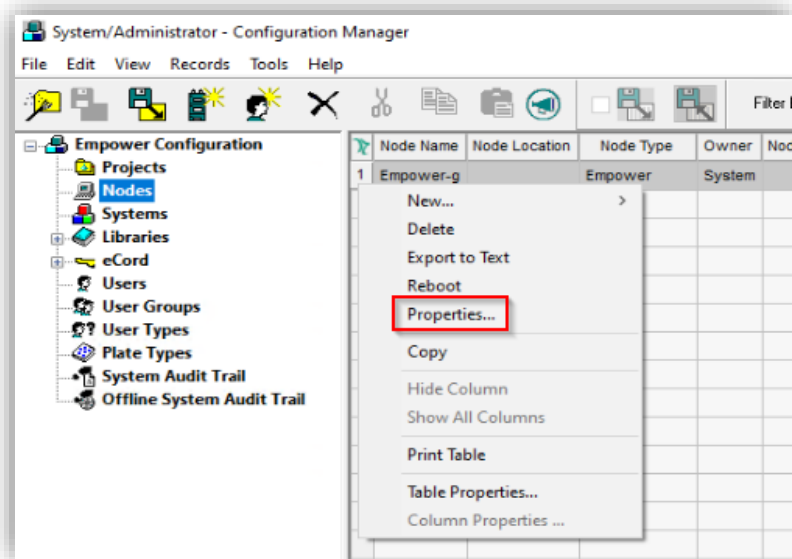 System/Administrator - Configuration Manager
File Edit View Records Tools Help
Filter
Empower Configuration
Projects
Nodes
Systems
Libraries
eCord
Users
User Groups
User Types
Plate Types
System Audit Trail
Offline System Audit Trail
Node Name Node Location Node Type Owner
1 Empower-g Empower System
New...
Delete
Export to Text
Reboot
Properties...
Copy
Hide Column
Show All Columns
Print Table
Table Properties...
Column Properties ...